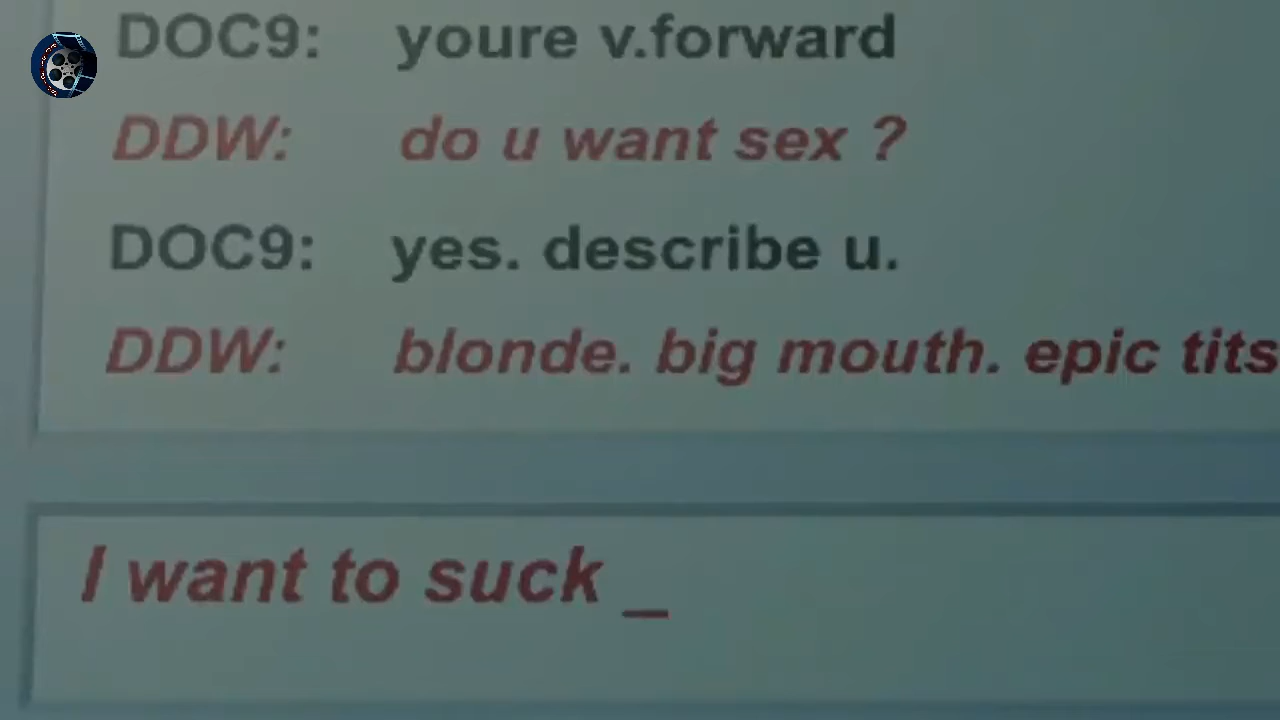 DOC9: youre v.forward
DDW: do u want sex ?
DOC9: yes. describe u.
DDW: blonde. big mouth. epic tits
I want to suck _